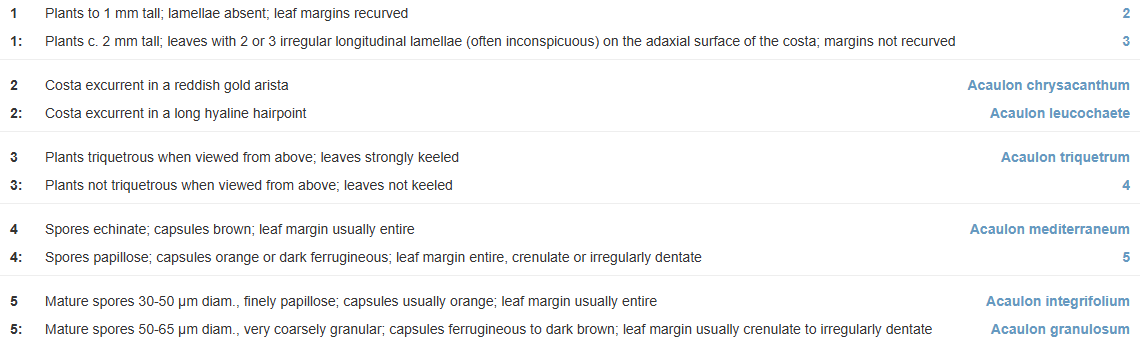 1 Plants to 1 mm tall; lamellae absent; leaf margins recurved 2
1: Plants c. 2 mm tall; leaves with 2 or 3 irregular longitudinal lamellae (often inconspicuous) on the adaxial surface of the costa; margins not recurved 3
2 Costa excurrent in a reddish gold arista Acaulon chrysacanthum
2: Costa excurrent in a long hyaline hairpoint Acaulon leucochaete
3 Plants triquetrous when viewed from above; leaves strongly keeled Acaulon triquetrum
3: Plants not triquetrous when viewed from above; leaves not keeled 4
4 Spores echinate; capsules brown; leaf margin usually entire Acaulon mediterraneum
4: Spores papillose; capsules orange or dark ferrugineous; leaf margin entire, crenulate or irregularly dentate 5
5 Mature spores 30-50 µm diam., finely papillose; capsules usually orange; leaf margin usually entire Acaulon integrifolium
5: Mature spores 50-65 µm diam., very coarsely granular; capsules ferrugineous to dark brown; leaf margin usually crenulate to irregularly dentate Acaulon granulosum